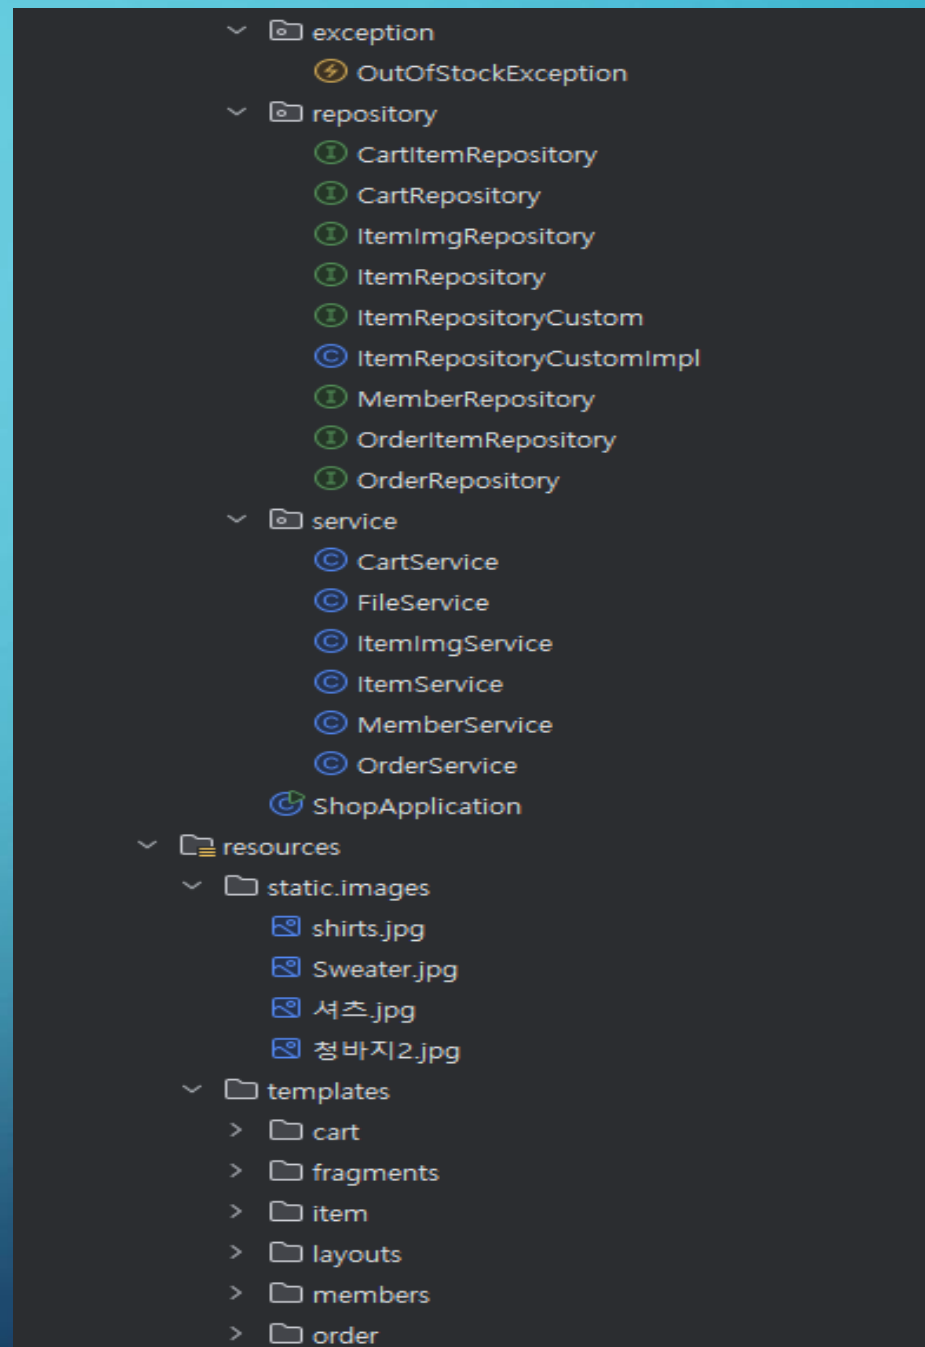 exception
OutOfStockException
repository
CartItemRepository
CartRepository
ItemImgRepository
ItemRepository
ItemRepositoryCustom
ItemRepositoryCustomImpl
MemberRepository
OrderItemRepository
OrderRepository
service
CartService
FileService
ItemImgService
ItemService
MemberService
OrderService
ShopApplication
resources
static.images
shirts.jpg
Sweater.jpg
셔츠.jpg
청바지2.jpg
templates
cart
fragments
item
layouts
members
order